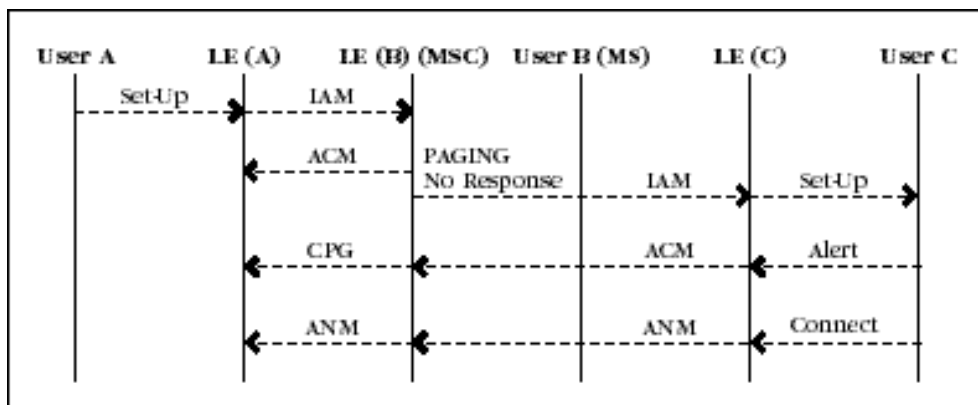 User A LE (A) LE (B) (MSC) User B (MS) LE (C) User C
Set-Up IAM
ACM PAGING
No Response IAM Set-Up
CPG ACM Alert
ANM ANM Connect